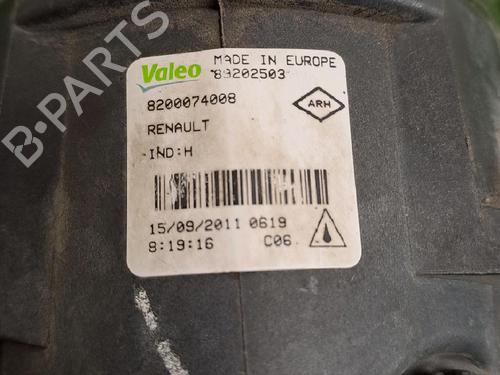 Valeo MADE IN EUROPE
89202503
8200074008
ARH
RENAULT
IND:H
15/09/2011 0619
8:19:16 C06
B-PARTS